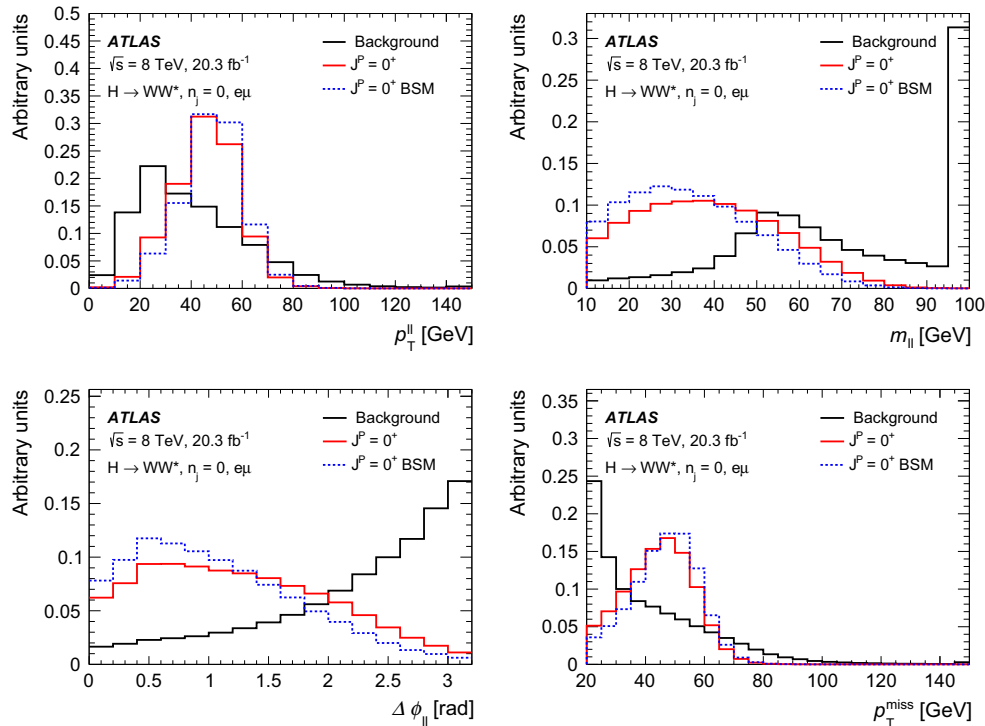 Arbitrary units
0.5
0.45
0.4
0.35
0.3
0.25
0.2
0.15
0.1
0.05
0
ATLAS
√s = 8 TeV, 20.3 fb⁻¹
H → WW*, n_j = 0, eμ
Background
J^P = 0⁺
J^P = 0⁺ BSM
0 20 40 60 80 100 120 140
p_T^ll [GeV]
Arbitrary units
0.3
0.25
0.2
0.15
0.1
0.05
0
ATLAS
√s = 8 TeV, 20.3 fb⁻¹
H → WW*, n_j = 0, eμ
Background
J^P = 0⁺
J^P = 0⁺ BSM
10 20 30 40 50 60 70 80 90 100
m_ll [GeV]
Arbitrary units
0.25
0.2
0.15
0.1
0.05
0
ATLAS
√s = 8 TeV, 20.3 fb⁻¹
H → WW*, n_j = 0, eμ
Background
J^P = 0⁺
J^P = 0⁺ BSM
0 0.5 1 1.5 2 2.5 3
Δϕ_ll [rad]
Arbitrary units
0.35
0.3
0.25
0.2
0.15
0.1
0.05
0
ATLAS
√s = 8 TeV, 20.3 fb⁻¹
H → WW*, n_j = 0, eμ
Background
J^P = 0⁺
J^P = 0⁺ BSM
20 40 60 80 100 120 140
p_T^miss [GeV]